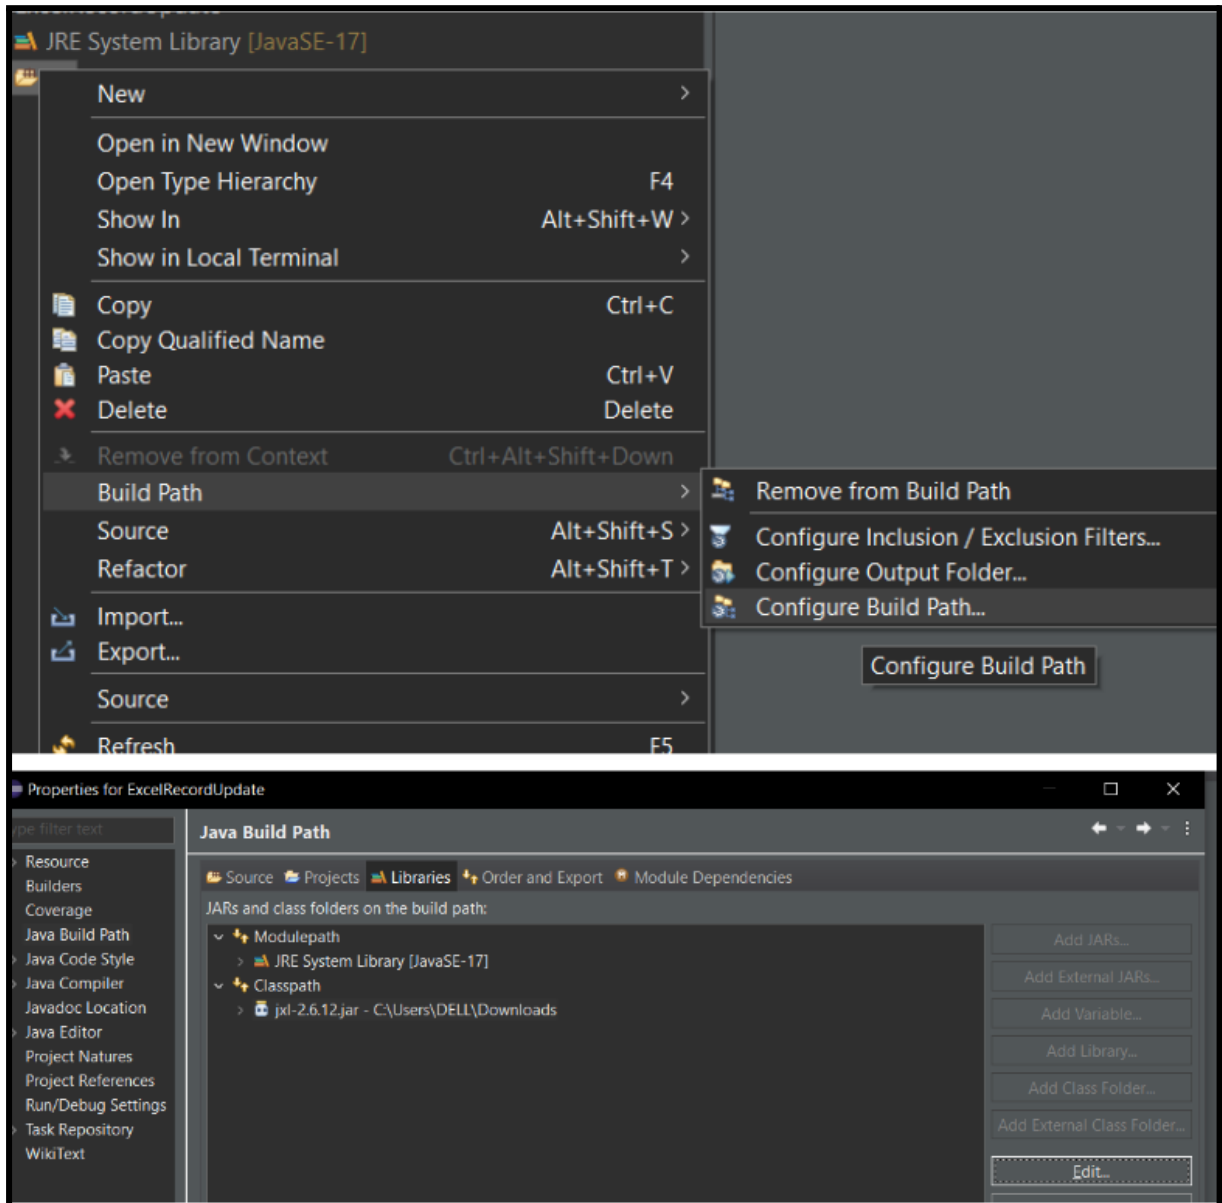 JRE System Library [JavaSE-17]
New
Open in New Window
Open Type Hierarchy F4
Show In Alt+Shift+W
Show in Local Terminal
Copy Ctrl+C
Copy Qualified Name
Paste Ctrl+V
Delete Delete
Remove from Context Ctrl+Alt+Shift+Down
Build Path
Source Alt+Shift+S
Refactor Alt+Shift+T
Import...
Export...
Source
Refresh F5
Remove from Build Path
Configure Inclusion / Exclusion Filters...
Configure Output Folder...
Configure Build Path...
Configure Build Path
Properties for ExcelRecordUpdate
type filter text
Resource
Builders
Coverage
Java Build Path
Java Code Style
Java Compiler
Javadoc Location
Java Editor
Project Natures
Project References
Run/Debug Settings
Task Repository
WikiText
Java Build Path
Source Projects Libraries Order and Export Module Dependencies
JARs and class folders on the build path:
Modulepath
JRE System Library [JavaSE-17]
Classpath
jxl-2.6.12.jar - C:\Users\DELL\Downloads
Add JARs...
Add External JARs...
Add Variable...
Add Library...
Add Class Folder...
Add External Class Folder...
Edit...